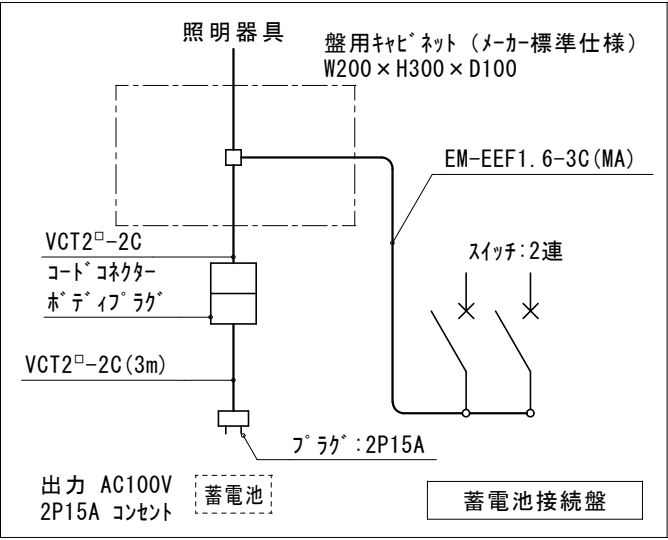 照明器具
盤用ｷｬﾋﾞﾈｯﾄ (ﾒｰｶｰ標準仕様)
W200×H300×D100
EM-EEF1.6-3C(MA)
VCT2□-2C
ｺｰﾄﾞｺﾈｸﾀｰ
ﾎﾞﾃﾞｨﾌﾟﾗｸﾞ
ｽｲｯﾁ:2連
VCT2□-2C(3m)
ﾌﾟﾗｸﾞ:2P15A
出力 AC100V
2P15A ｺﾝｾﾝﾄ
蓄電池
蓄電池接続盤